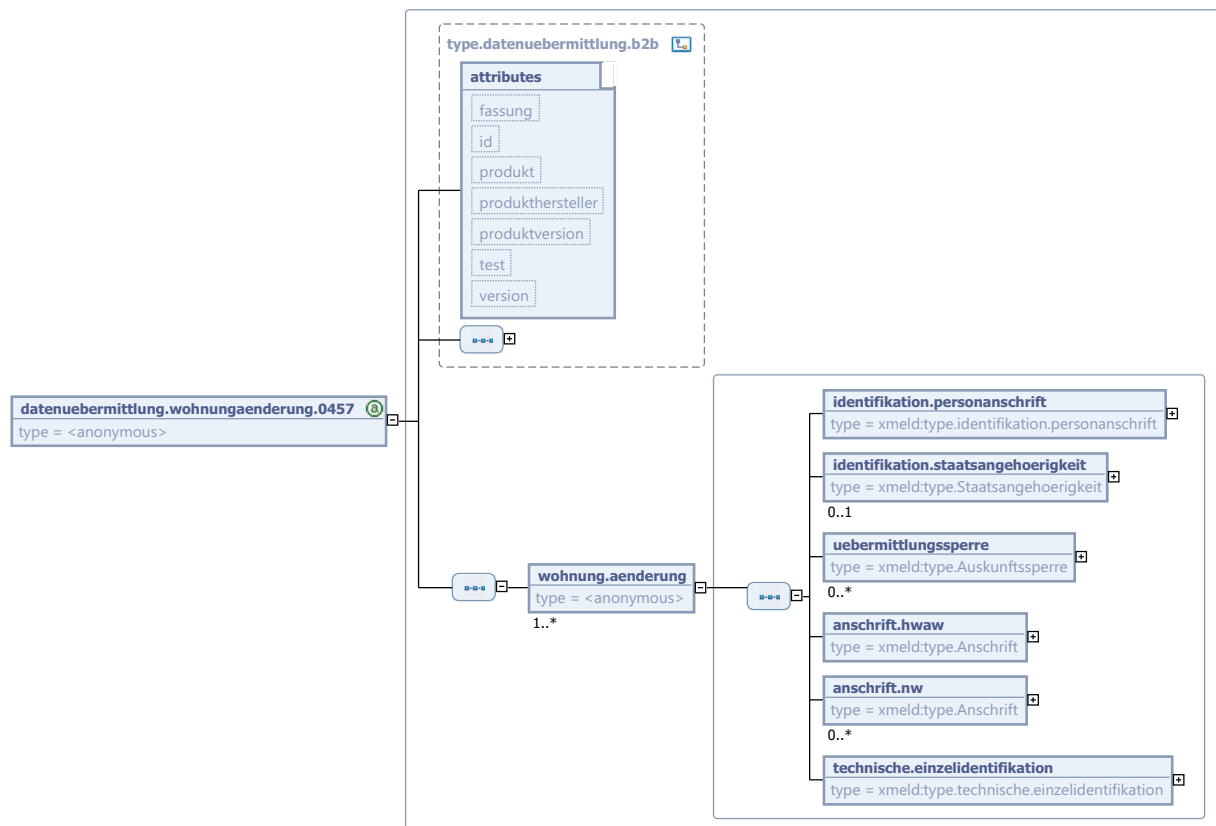 type.datenuebermittlung.b2b
attributes
fassung
id
produkt
produkthersteller
produktversion
test
version
datenuebermittlung.wohnungaenderung.0457 a
type = <anonymous>
wohnung.aenderung
type = <anonymous>
1..*
identifikation.personanschrift
type = xmeld:type.identifikation.personanschrift
identifikation.staatsangehoerigkeit
type = xmeld:type.Staatsangehoerigkeit
0..1
uebermittlungssperre
type = xmeld:type.Auskunftssperre
0..*
anschrift.hwaw
type = xmeld:type.Anschrift
anschrift.nw
type = xmeld:type.Anschrift
0..*
technische.einzelidentifikation
type = xmeld:type.technische.einzelidentifikation